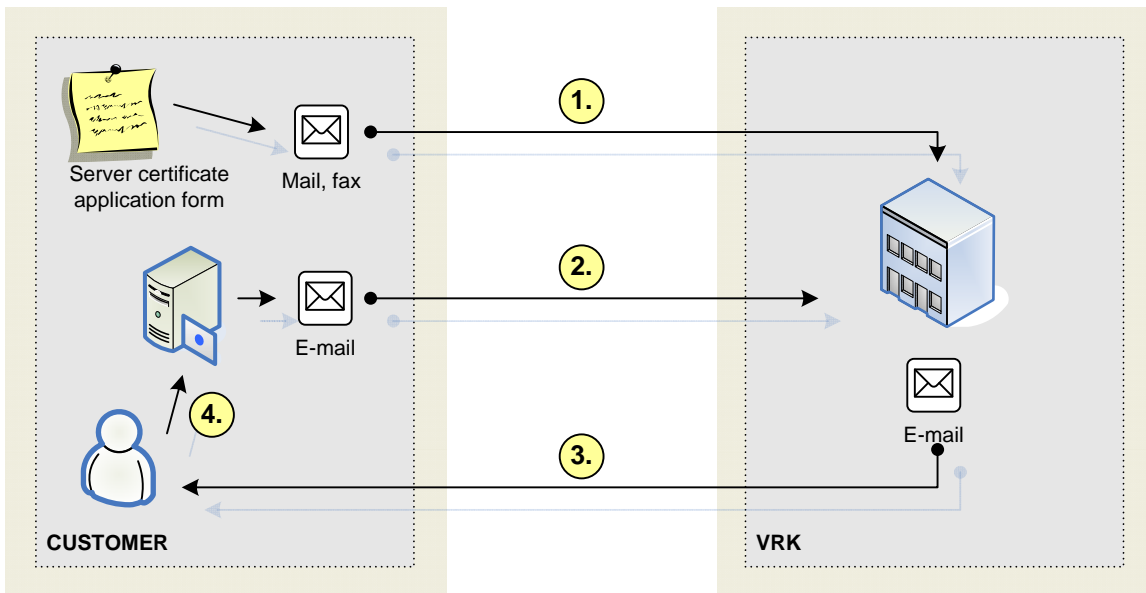 1.
Server certificate
application form
Mail, fax
2.
E-mail
E-mail
4.
3.
CUSTOMER
VRK